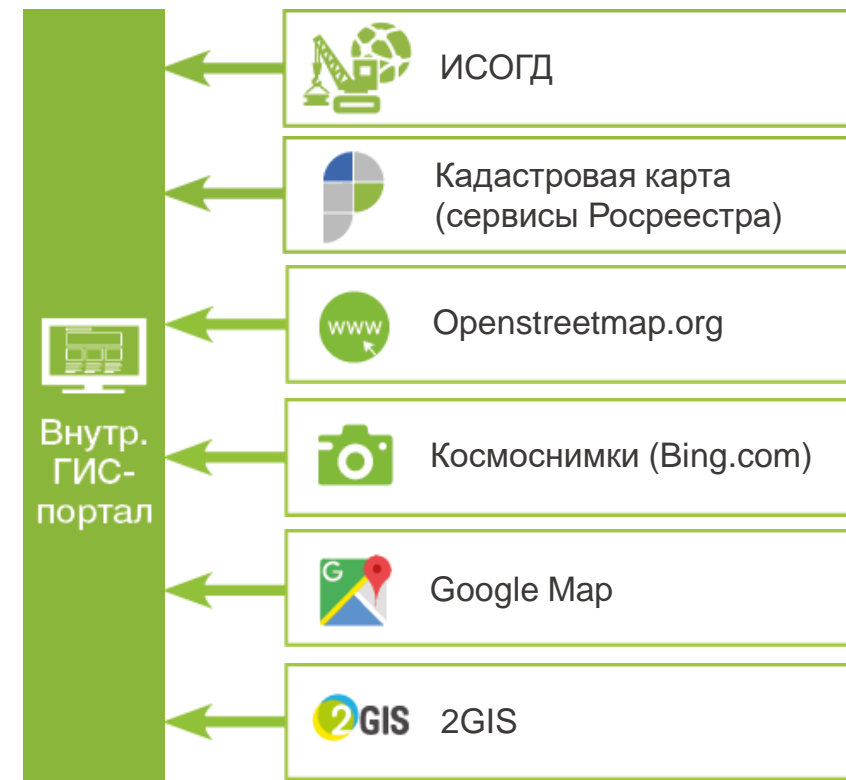 ИСОГД
Кадастровая карта
(сервисы Росреестра)
www
Openstreetmap.org
Внутр.
ГИС-
портал
Космоснимки (Bing.com)
G
Google Map
2GIS
2GIS